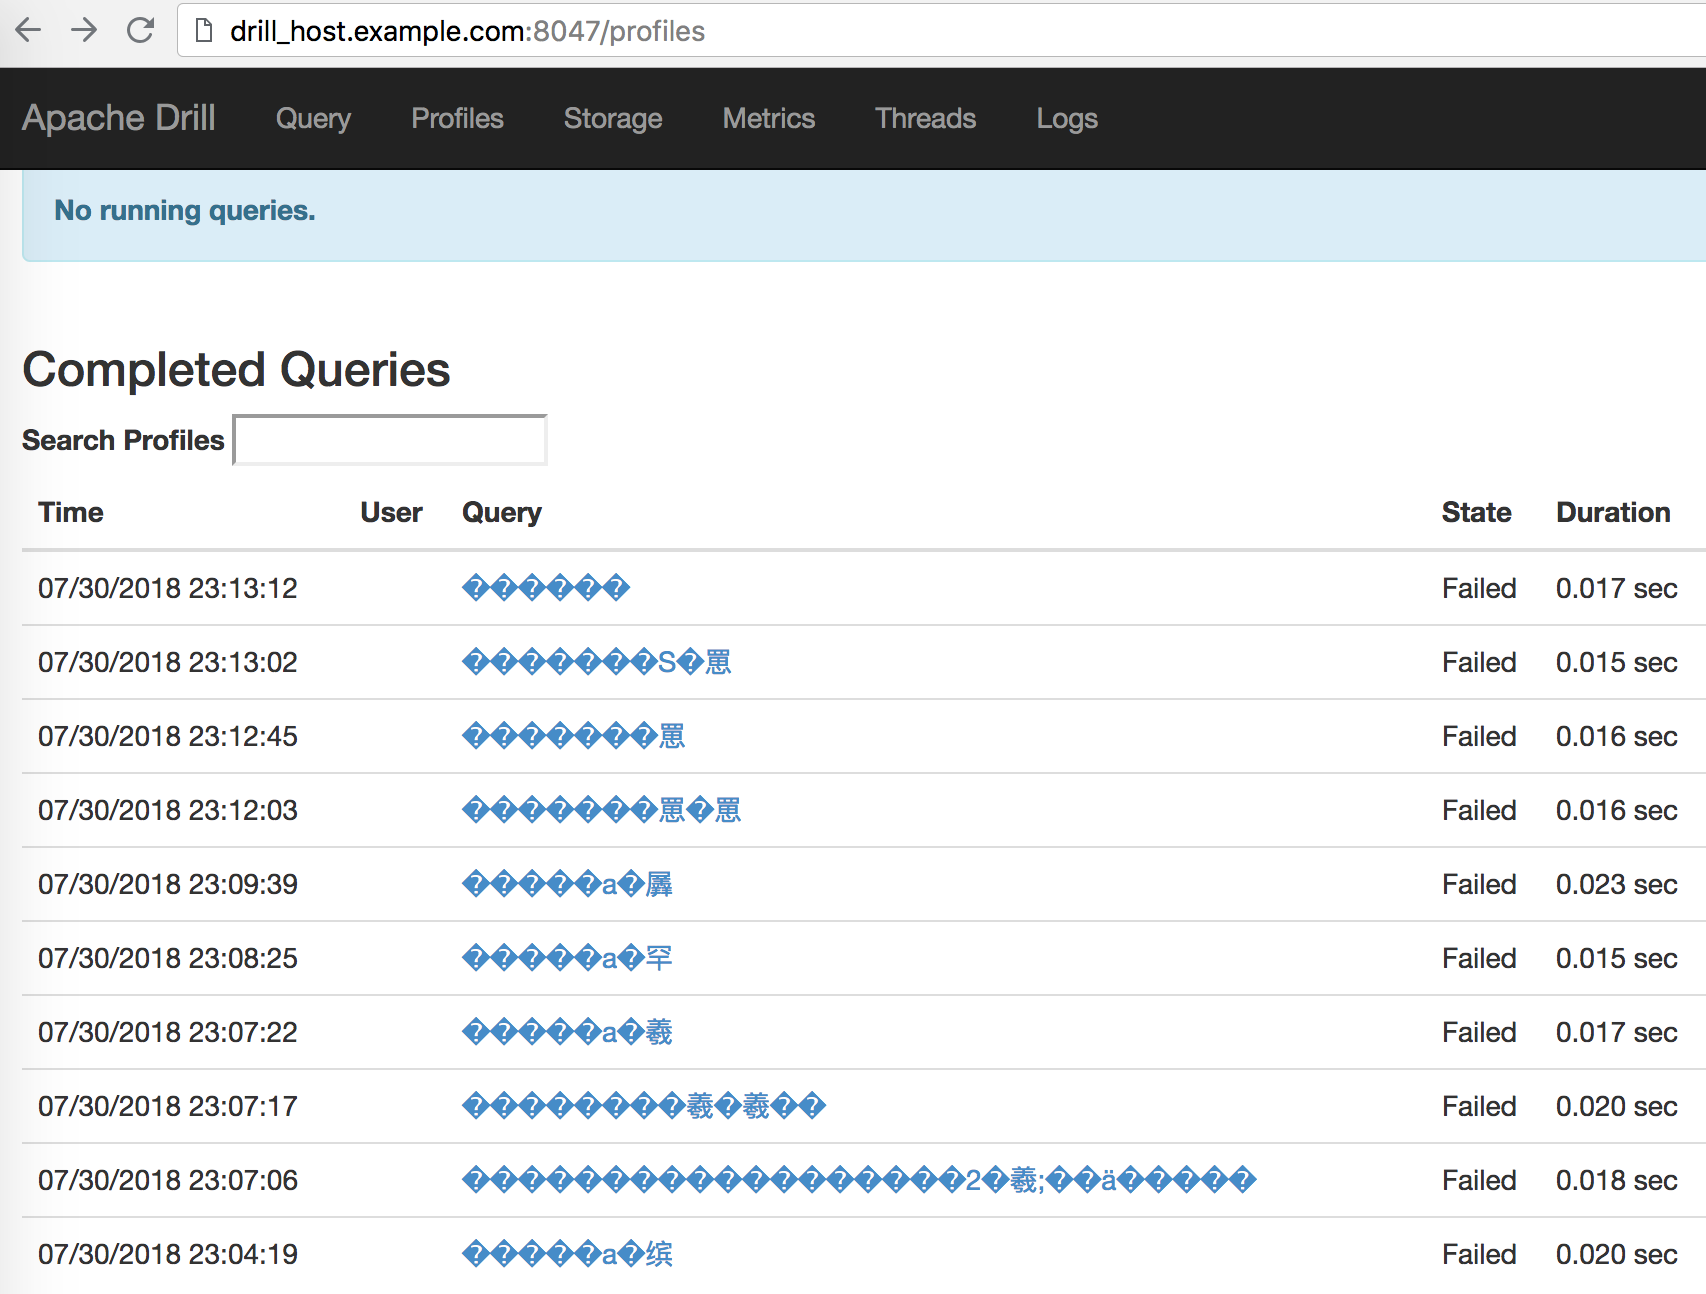 drill_host.example.com:8047/profiles
Apache Drill Query Profiles Storage Metrics Threads Logs
No running queries.
Completed Queries
Search Profiles
Time User Query State Duration
07/30/2018 23:13:12 ������ Failed 0.017 sec
07/30/2018 23:13:02 �������S�罳 Failed 0.015 sec
07/30/2018 23:12:45 �������罳 Failed 0.016 sec
07/30/2018 23:12:03 �������罳�罳 Failed 0.016 sec
07/30/2018 23:09:39 �����a�羼 Failed 0.023 sec
07/30/2018 23:08:25 �����a�罕 Failed 0.015 sec
07/30/2018 23:07:22 �����a�羲 Failed 0.017 sec
07/30/2018 23:07:17 ��������羲�羲�� Failed 0.020 sec
07/30/2018 23:07:06 ������������������2�羲;��ä����� Failed 0.018 sec
07/30/2018 23:04:19 �����a�缤 Failed 0.020 sec